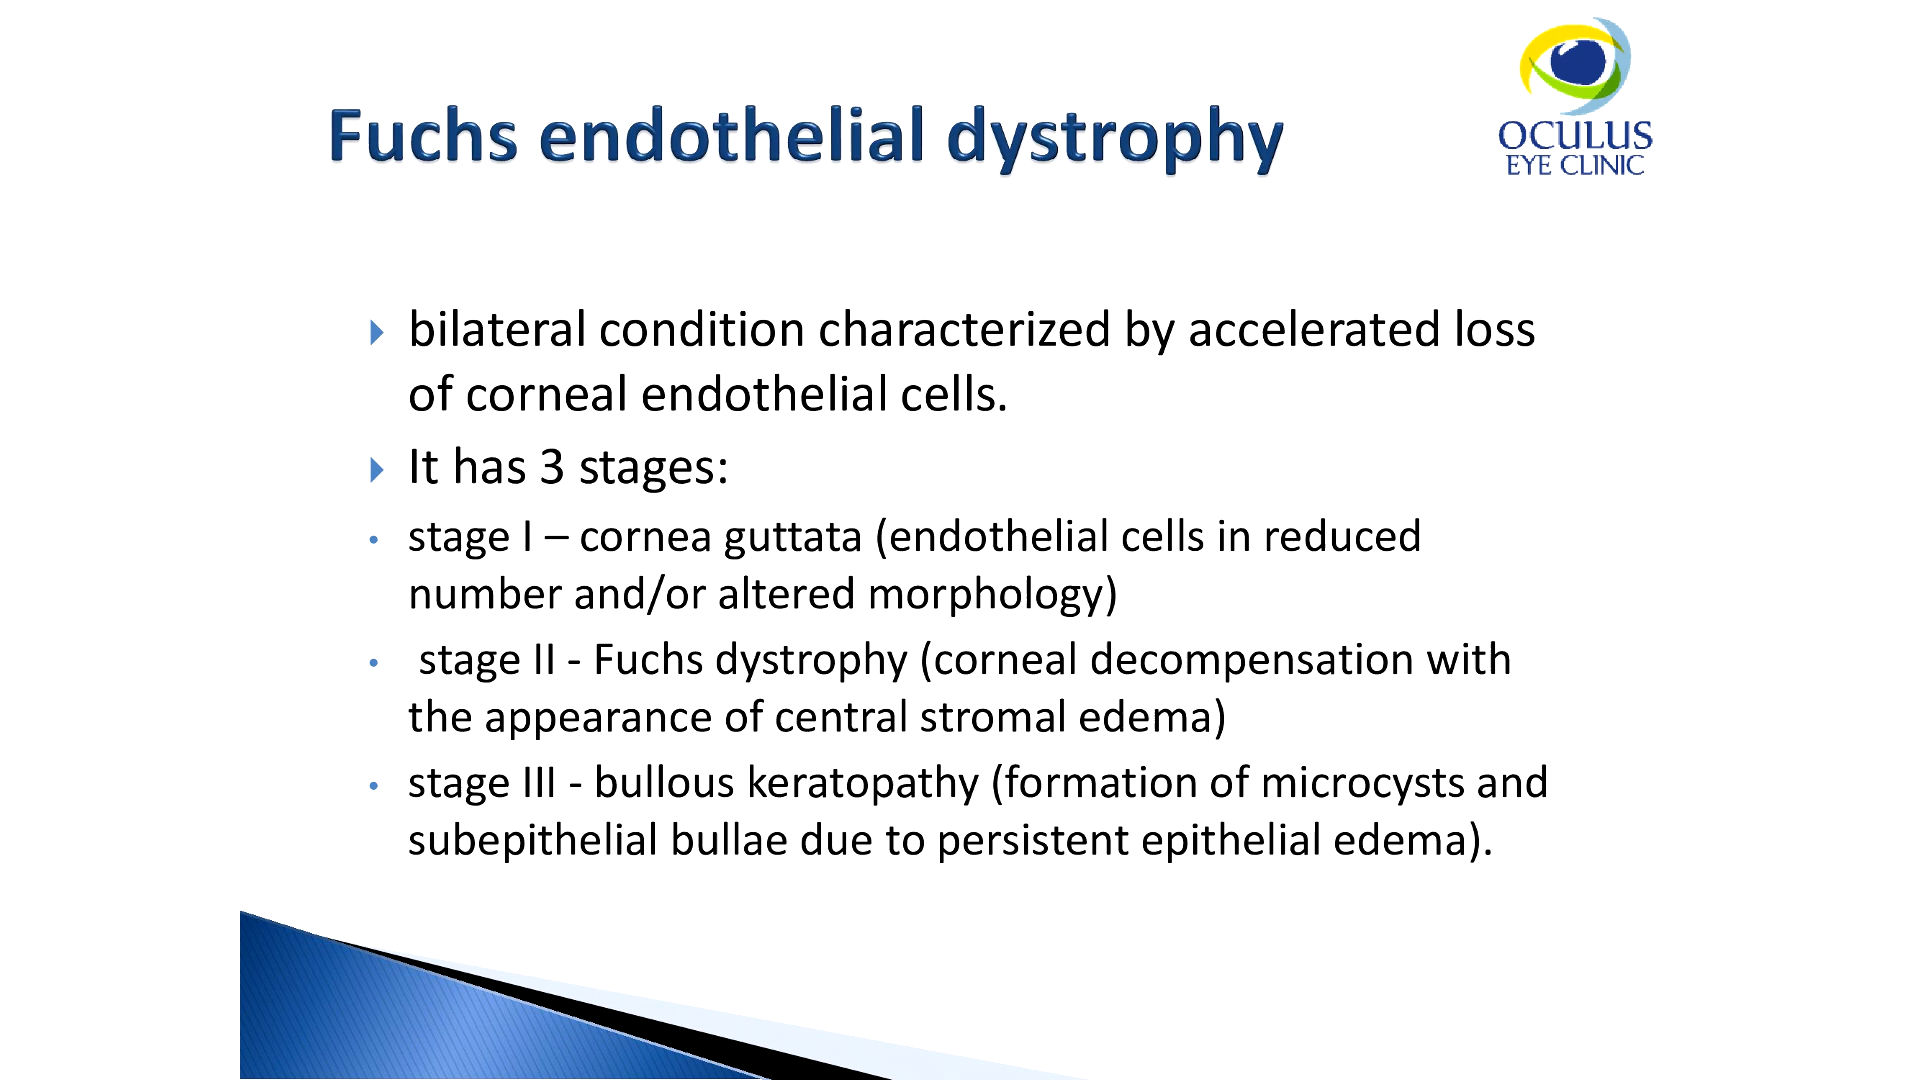 OCULUS
EYE CLINIC
Fuchs endothelial dystrophy
bilateral condition characterized by accelerated loss
of corneal endothelial cells.
It has 3 stages:
• stage I – cornea guttata (endothelial cells in reduced
number and/or altered morphology)
• stage II - Fuchs dystrophy (corneal decompensation with
the appearance of central stromal edema)
• stage III - bullous keratopathy (formation of microcysts and
subepithelial bullae due to persistent epithelial edema).